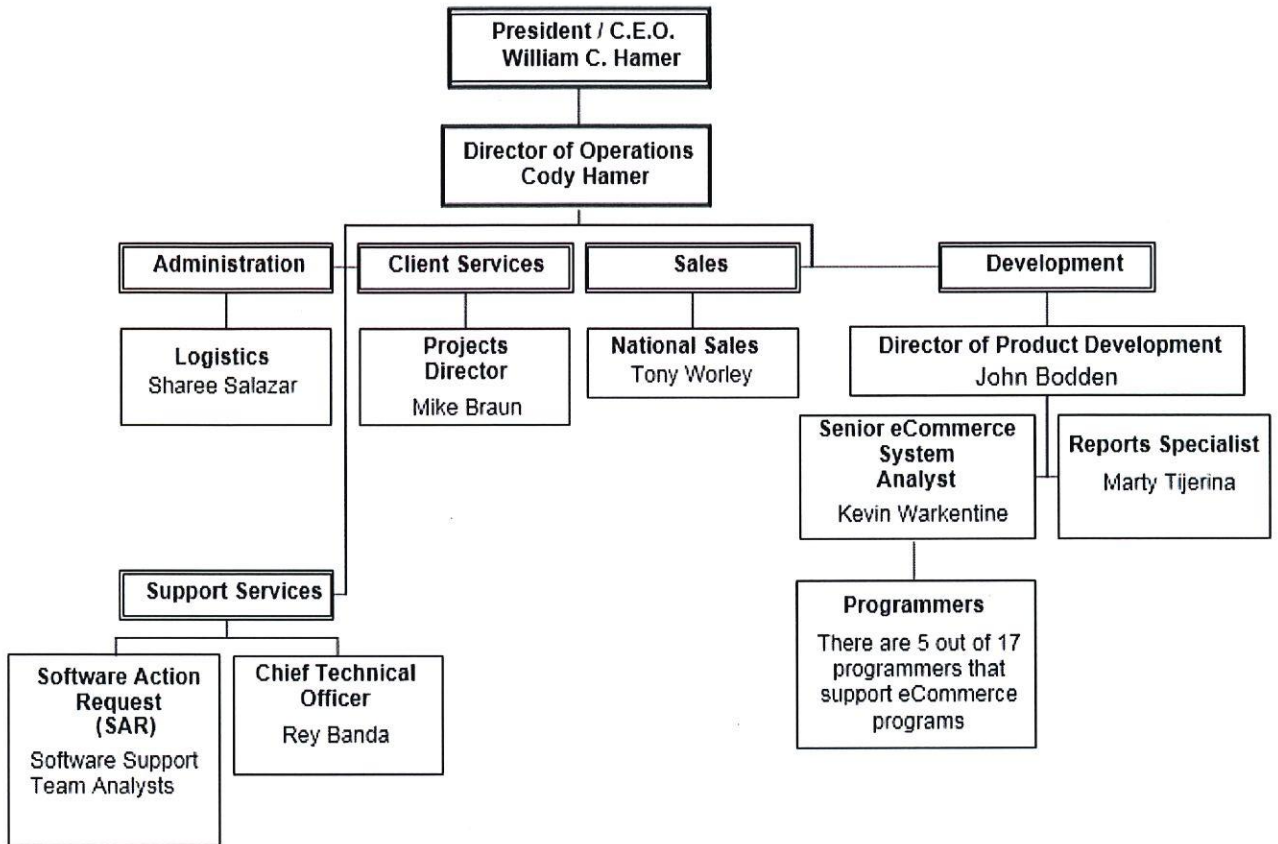 President / C.E.O.
William C. Hamer
Director of Operations
Cody Hamer
Administration
Client Services
Sales
Development
Logistics
Sharee Salazar
Projects
Director
Mike Braun
National Sales
Tony Worley
Director of Product Development
John Bodden
Senior eCommerce
System
Analyst
Kevin Warkentine
Reports Specialist
Marty Tijerina
Support Services
Programmers
There are 5 out of 17
programmers that
support eCommerce
programs
Software Action
Request
(SAR)
Software Support
Team Analysts
Chief Technical
Officer
Rey Banda